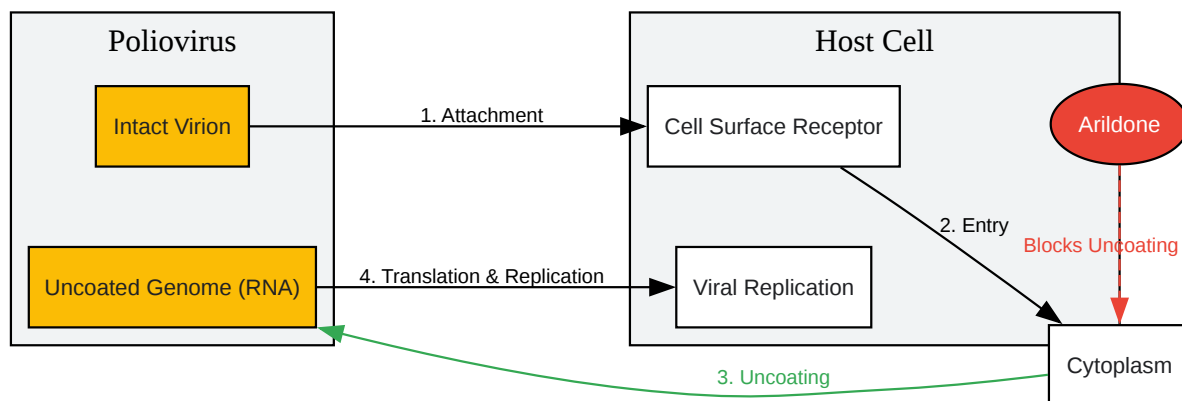 Poliovirus
Host Cell
Intact Virion
1. Attachment
Cell Surface Receptor
Arildone
2. Entry
Blocks Uncoating
Uncoated Genome (RNA)
4. Translation & Replication
Viral Replication
3. Uncoating
Cytoplasm